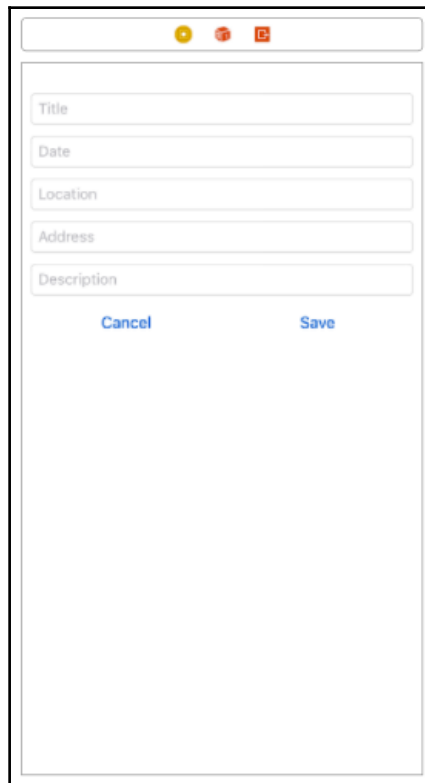 Title
Date
Location
Address
Description
Cancel Save